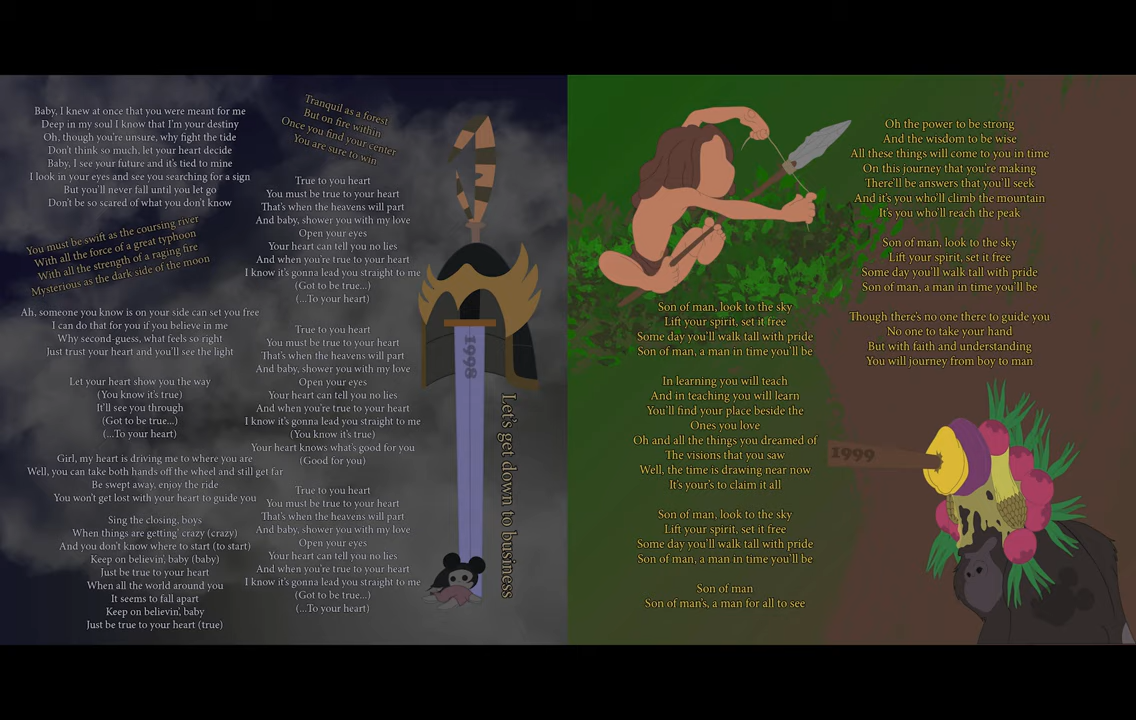 Baby, I knew at once that you were meant for me
Deep in my soul I know that I'm your destiny
Oh, though you're unsure, why fight the tide
Don't think so much, let your heart decide
Baby, I see your future and it's tied to mine
I look in your eyes and see you searching for a sign
But you'll never fall until you let go
Don't be so scared of what you don't know
You must be swift as the coursing river
With all the force of a great typhoon
With all the strength of a raging fire
Mysterious as the dark side of the moon
Ah, someone you know is on your side can set you free
I can do that for you if you believe in me
Why second-guess, what feels so right
Just trust your heart and you'll see the light
Let your heart show you the way
(You know it's true)
It'll see you through
(Got to be true...)
(...To your heart)
Girl, my heart is driving me to where you are
Well, you can take both hands off the wheel and still get far
Be swept away, enjoy the ride
You won't get lost with your heart to guide you
Sing the closing, boys
When things are getting' crazy (crazy)
And you don't know where to start (to start)
Keep on believin', baby (baby)
Just be true to your heart
When all the world around you
It seems to fall apart
Keep on believin', baby
Just be true to your heart (true)
Tranquil as a forest
But on fire within
Once you find your center
You are sure to win
True to you heart
You must be true to your heart
That's when the heavens will part
And baby, shower you with my love
Open your eyes
Your heart can tell you no lies
And when you're true to your heart
I know it's gonna lead you straight to me
(Got to be true...)
(...To your heart)
True to your heart
You must be true to your heart
That's when the heavens will part
And baby, shower you with my love
Open your eyes
Your heart can tell you no lies
And when you're true to your heart
I know it's gonna lead you straight to me
(You know it's true)
Your heart knows what's good for you
(Good for you)
True to your heart
You must be true to your heart
That's when the heavens will part
And baby, shower you with my love
Open your eyes
Your heart can tell you no lies
And when you're true to your heart
I know it's gonna lead you straight to me
(Got to be true...)
(...To your heart)
1998
Let's get down to business
Son of man, look to the sky
Lift your spirit, set it free
Some day you'll walk tall with pride
Son of man, a man in time you'll be
In learning you will teach
And in teaching you will learn
You'll find your place beside the
Ones you love
Oh and all the things you dreamed of
The visions that you saw
Well, the time is drawing near now
It's your's to claim it all
Son of man, look to the sky
Lift your spirit, set it free
Some day you'll walk tall with pride
Son of man, a man in time you'll be
Son of man
Son of man's, a man for all to see
Oh the power to be strong
And the wisdom to be wise
All these things will come to you in time
On this journey that you're making
There'll be answers that you'll seek
And it's you who'll climb the mountain
It's you who'll reach the peak
Son of man, look to the sky
Lift your spirit, set it free
Some day you'll walk tall with pride
Son of man, a man in time you'll be
Though there's no one there to guide you
No one to take your hand
But with faith and understanding
You will journey from boy to man
1999